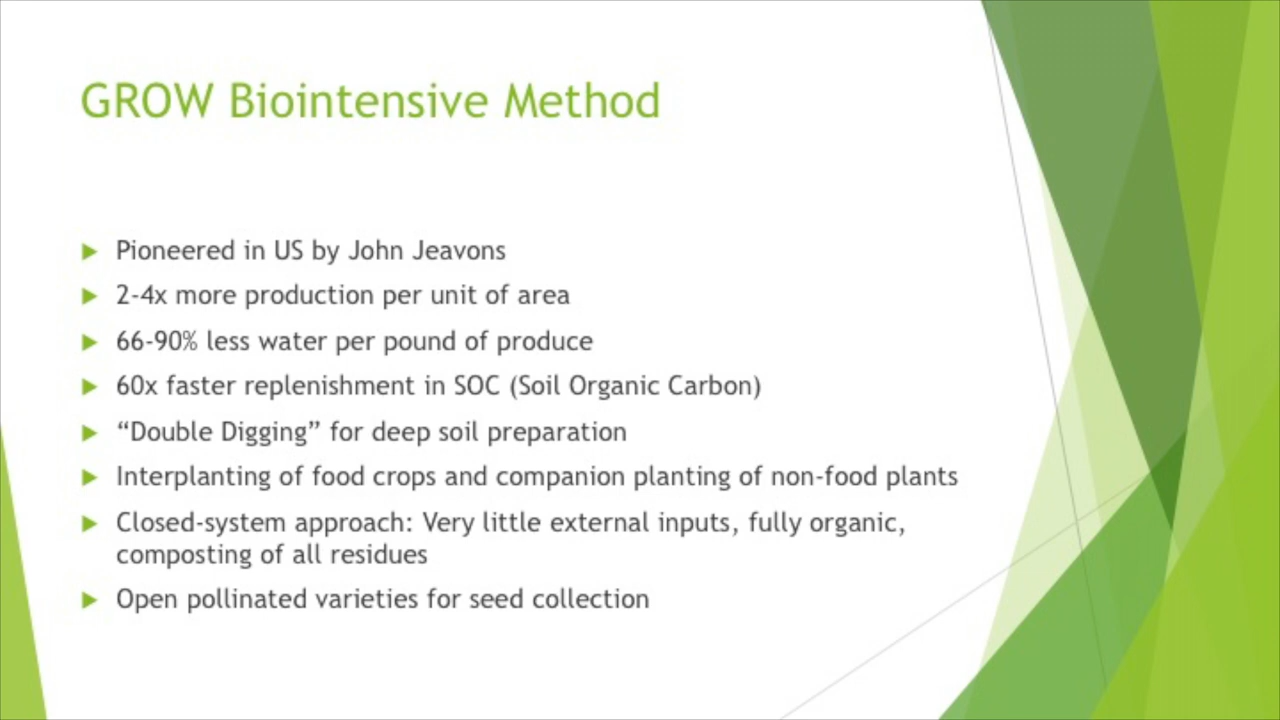 GROW Biointensive Method
Pioneered in US by John Jeavons
2-4x more production per unit of area
66-90% less water per pound of produce
60x faster replenishment in SOC (Soil Organic Carbon)
“Double Digging” for deep soil preparation
Interplanting of food crops and companion planting of non-food plants
Closed-system approach: Very little external inputs, fully organic,
composting of all residues
Open pollinated varieties for seed collection